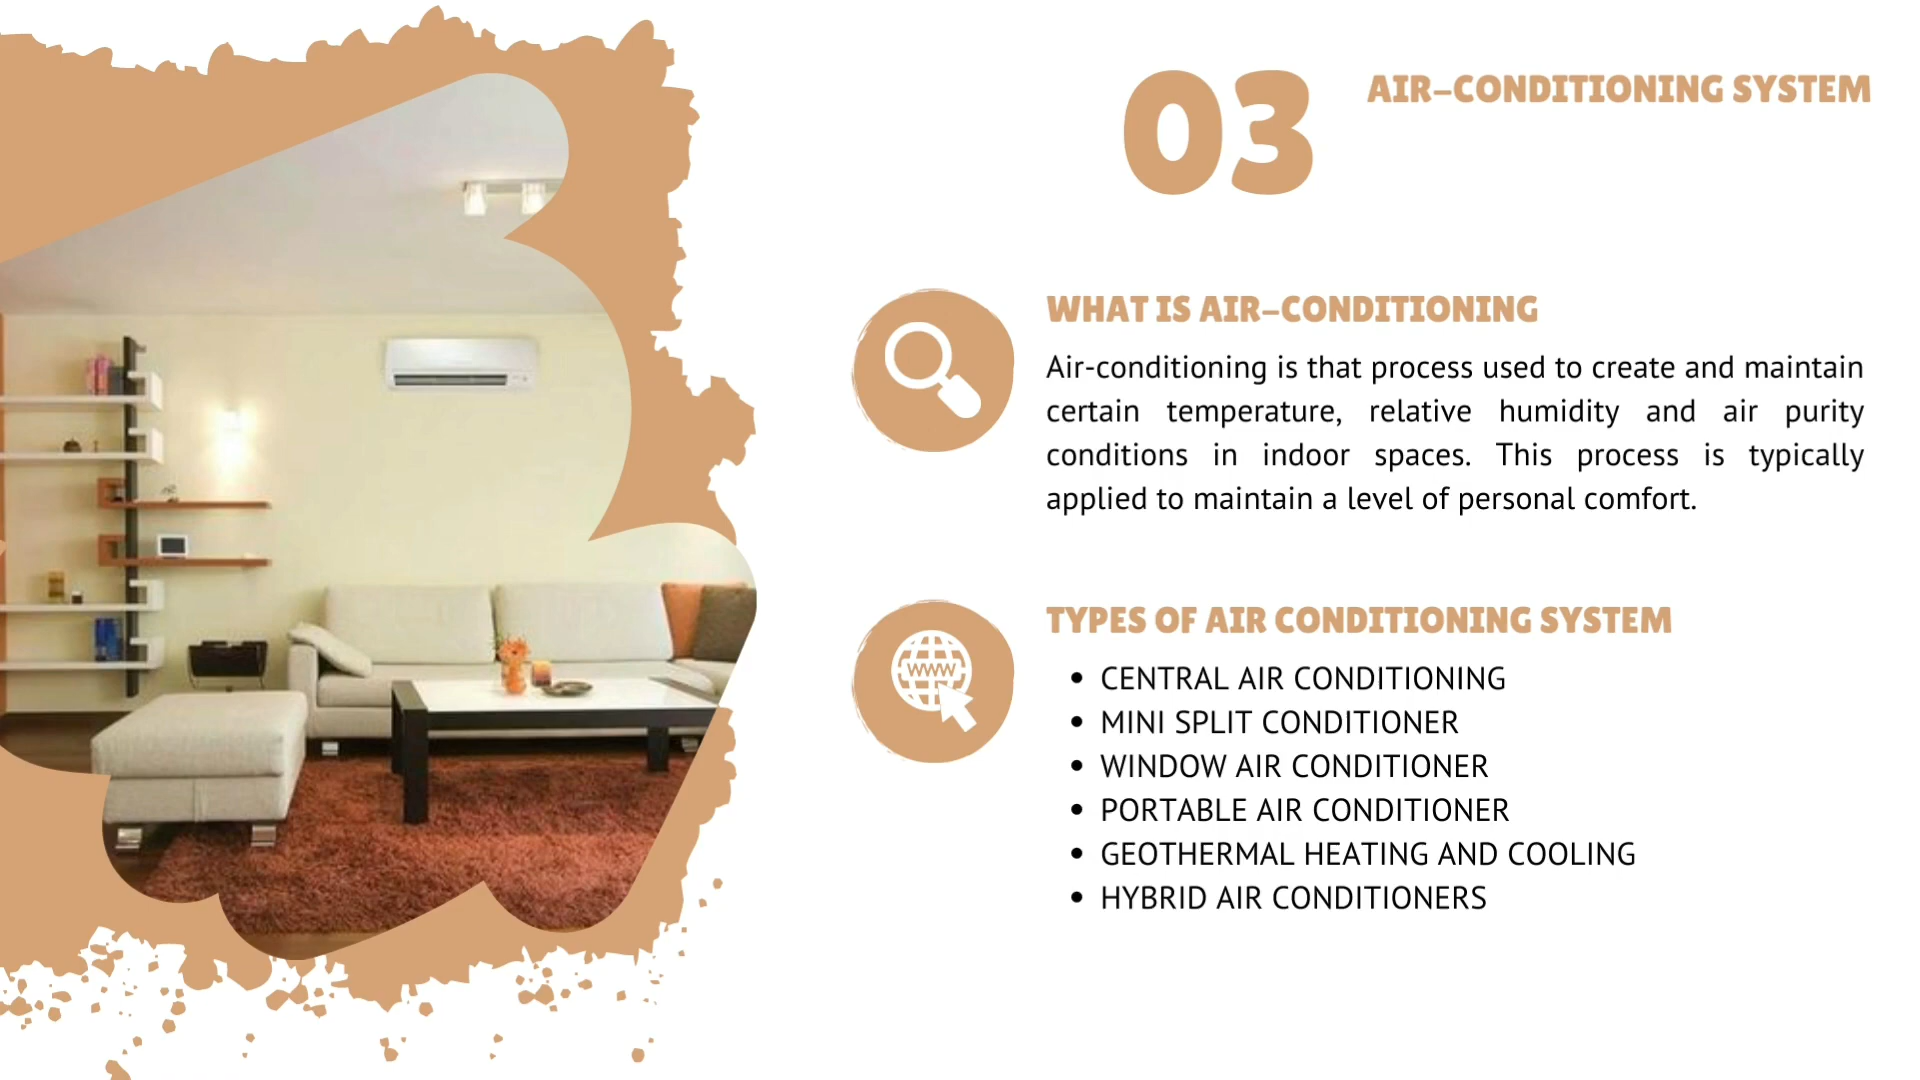 03
AIR-CONDITIONING SYSTEM
WHAT IS AIR-CONDITIONING
Air-conditioning is that process used to create and maintain
certain temperature, relative humidity and air purity
conditions in indoor spaces. This process is typically
applied to maintain a level of personal comfort.
WWW
TYPES OF AIR CONDITIONING SYSTEM
• CENTRAL AIR CONDITIONING
• MINI SPLIT CONDITIONER
• WINDOW AIR CONDITIONER
• PORTABLE AIR CONDITIONER
• GEOTHERMAL HEATING AND COOLING
• HYBRID AIR CONDITIONERS